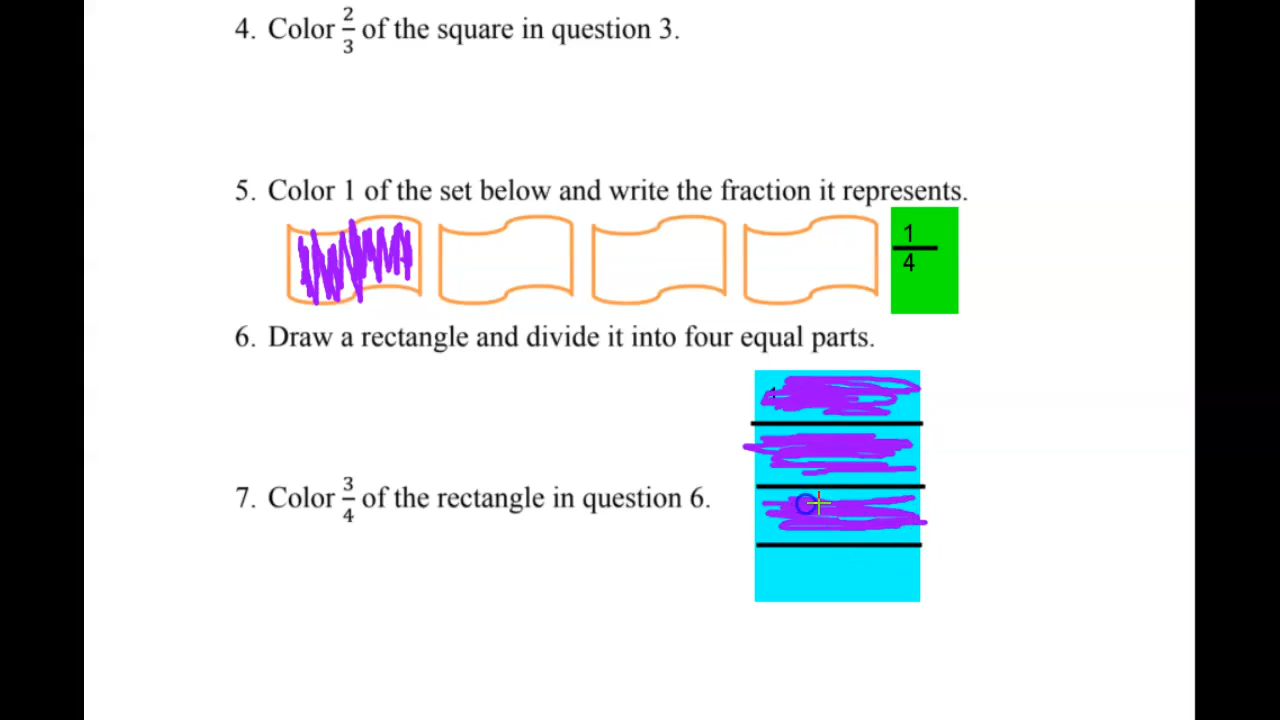 4. Color 2/3 of the square in question 3.
5. Color 1 of the set below and write the fraction it represents.
1
4
6. Draw a rectangle and divide it into four equal parts.
7. Color 3/4 of the rectangle in question 6.